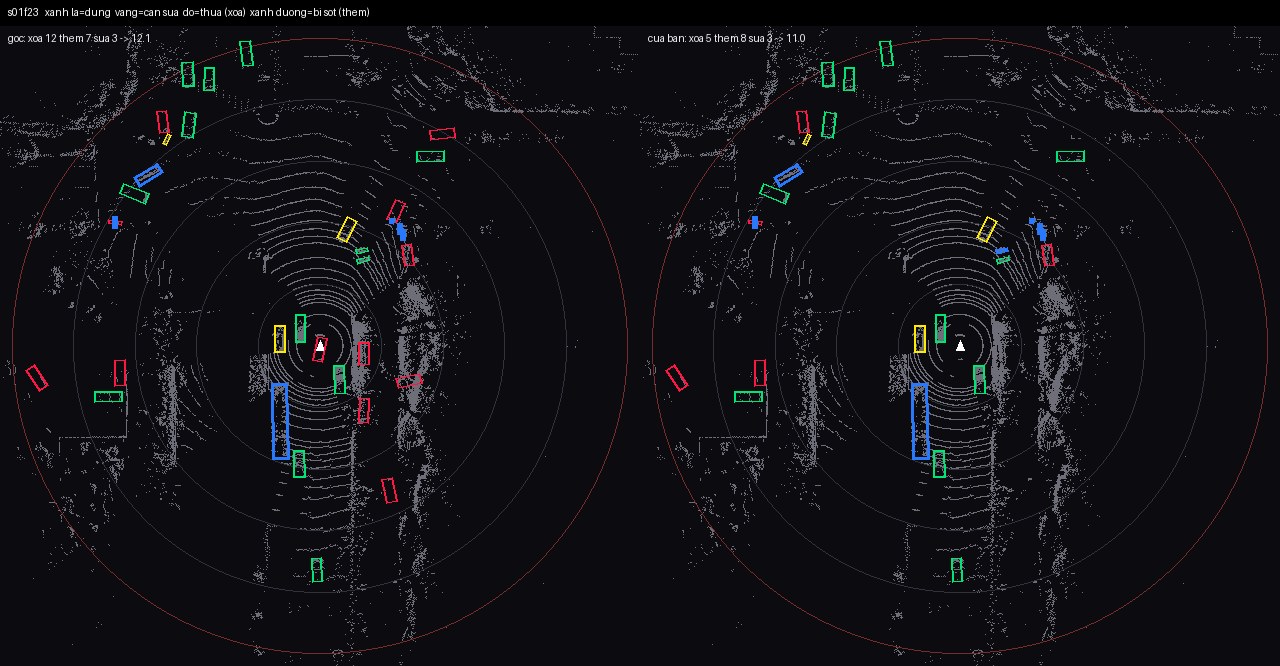 s01f23 xanh la=dung vang=can sua do=thua (xoa) xanh duong=bi sot (them)
goc: xoa 12 them 7 sua 3 -> 12.1
cua ban: xoa 5 them 8 sua 3 -> 11.0